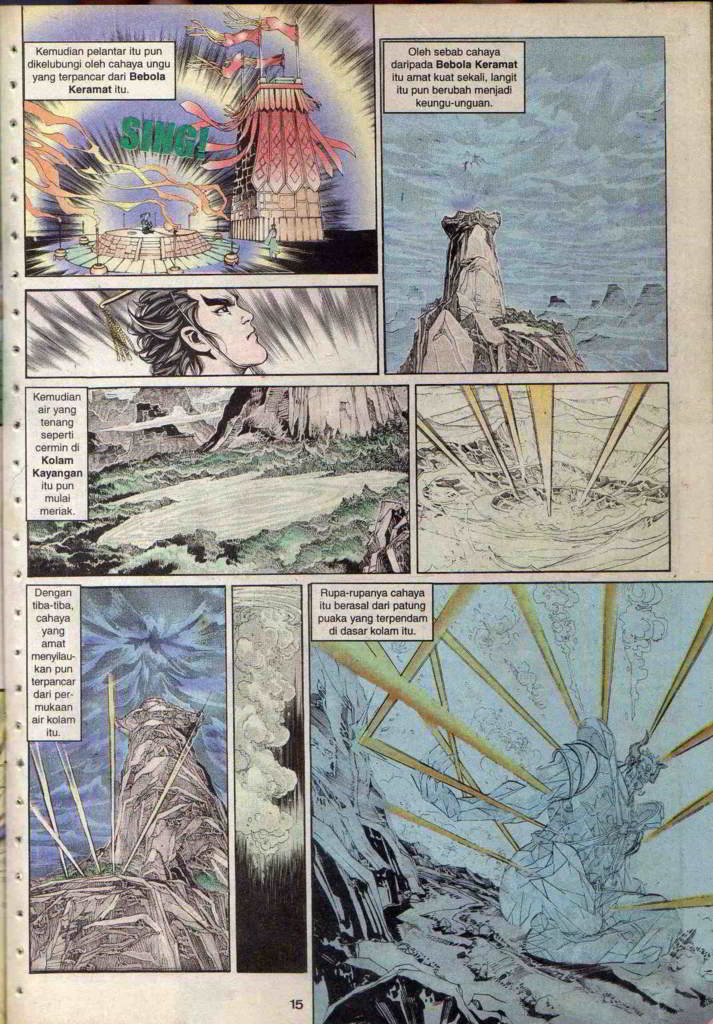 Kemudian pelantar itu pun
dikelubungi oleh cahaya ungu
yang terpancar dari Bebola
Keramat itu.
SING!
Oleh sebab cahaya
daripada Bebola Keramat
itu amat kuat sekali, langit
itu pun berubah menjadi
keungu-unguan.
Kemudian
air yang
tenang
seperti
cermin di
Kolam
Kayangan
itu pun
mulai
meriak.
Dengan
tiba-tiba,
cahaya
yang
amat
menyilau-
kan pun
terpancar
dari per-
mukaan
air kolam
itu.
Rupa-rupanya cahaya
itu berasal dari patung
puaka yang terpendam
di dasar kolam itu.
15